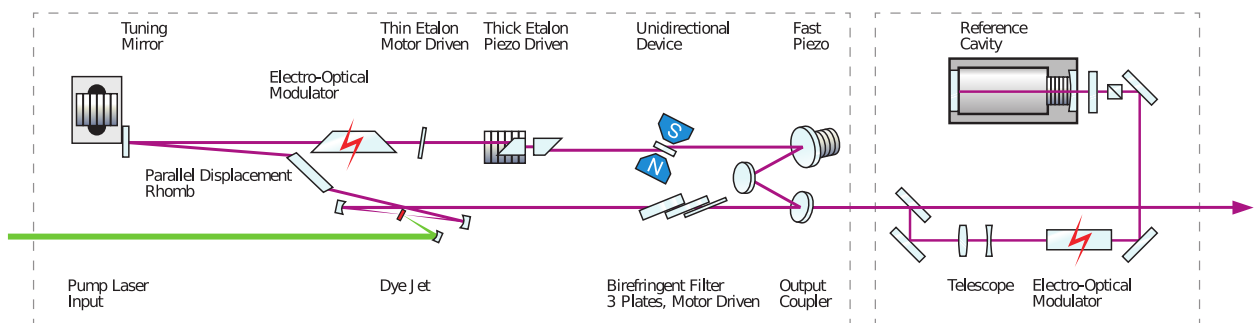 Tuning
Mirror
Electro-Optical
Modulator
Thin Etalon
Motor Driven
Thick Etalon
Piezo Driven
Unidirectional
Device
Fast
Piezo
Reference
Cavity
S
N
Parallel Displacement
Rhomb
Pump Laser
Input
Dye Jet
Birefringent Filter
3 Plates, Motor Driven
Output
Coupler
Telescope
Electro-Optical
Modulator